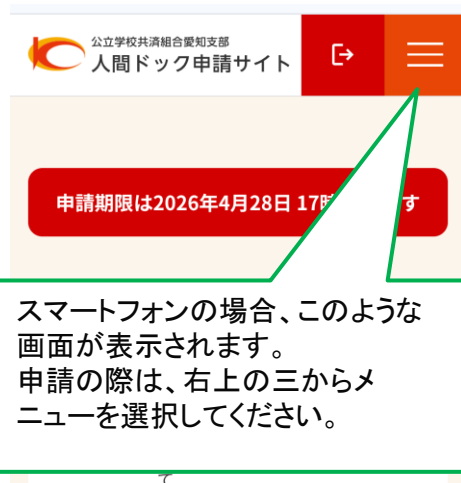 公立学校共済組合愛知支部
人間ドック申請サイト
申請期限は2026年4月28日 17時 す
スマートフォンの場合、このような
画面が表示されます。
申請の際は、右上の三からメ
ニューを選択してください。
て